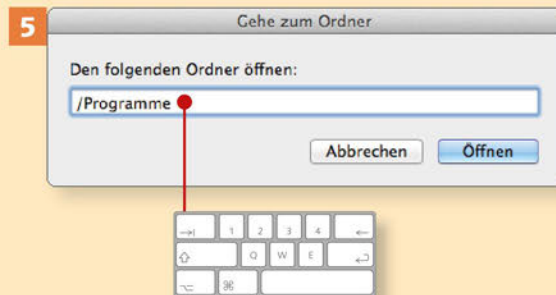 5
Gehe zum Ordner
Den folgenden Ordner öffnen:
/Programme
Abbrechen Öffnen
→| 1 2 3 4 ←
⇧ Q W E ↵
⌥ ⌘